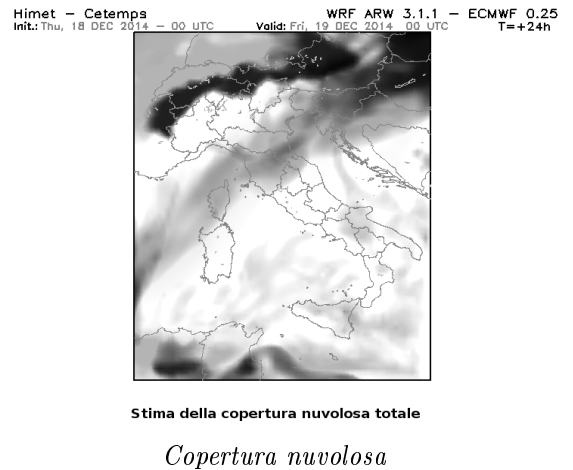 Himet − Cetemps WRF ARW 3.1.1 − ECMWF 0.25
Init.: Thu, 18 DEC 2014 − 00 UTC Valid: Fri, 19 DEC 2014 00 UTC T=+24h
Stima della copertura nuvolosa totale
Copertura nuvolosa